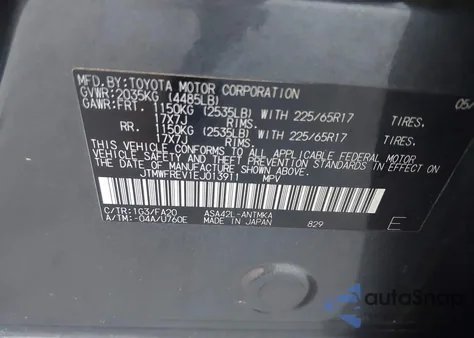 MFD. BY: TOYOTA MOTOR CORPORATION
GVWR: 2035KG (4485LB) 05/
GAWR: FRT. 1150KG (2535LB) WITH 225/65R17 TIRES,
17X7J RIMS,
RR. 1150KG (2535LB) WITH 225/65R17 TIRES,
17X7J RIMS,
THIS VEHICLE CONFORMS TO ALL APPLICABLE FEDERAL MOTOR
VEHICLE SAFETY AND THEFT PREVENTION STANDARDS IN EFFECT ON
THE DATE OF MANUFACTURE SHOWN ABOVE.
JTMWFREV1EJ013911 MPV
C/TR: 1G3/FA20 ASA42L-ANTMKA
A/TM: -04A/U760E MADE IN JAPAN 829 E
autoSnap